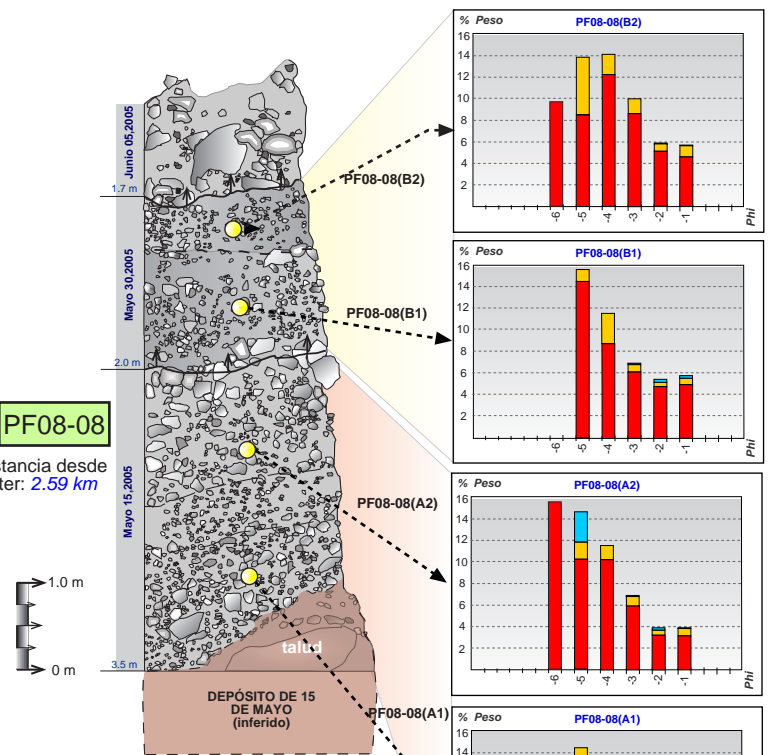 Junio 05,2005
1.7 m
Mayo 30,2005
2.0 m
Mayo 15,2005
3.5 m
PF08-08
stancia desde
ter: 2.59 km
1.0 m
0 m
talud
DEPÓSITO DE 15
DE MAYO
(inferido)
PF08-08(B2)
PF08-08(B1)
PF08-08(A2)
PF08-08(A1)
% Peso PF08-08(B2)
16
14
12
10
8
6
4
2
-6 -5 -4 -3 -2 -1 Phi
% Peso PF08-08(B1)
16
14
12
10
8
6
4
2
-6 -5 -4 -3 -2 -1 Phi
% Peso PF08-08(A2)
16
14
12
10
8
6
4
2
-6 -5 -4 -3 -2 -1 Phi
% Peso PF08-08(A1)
16
14